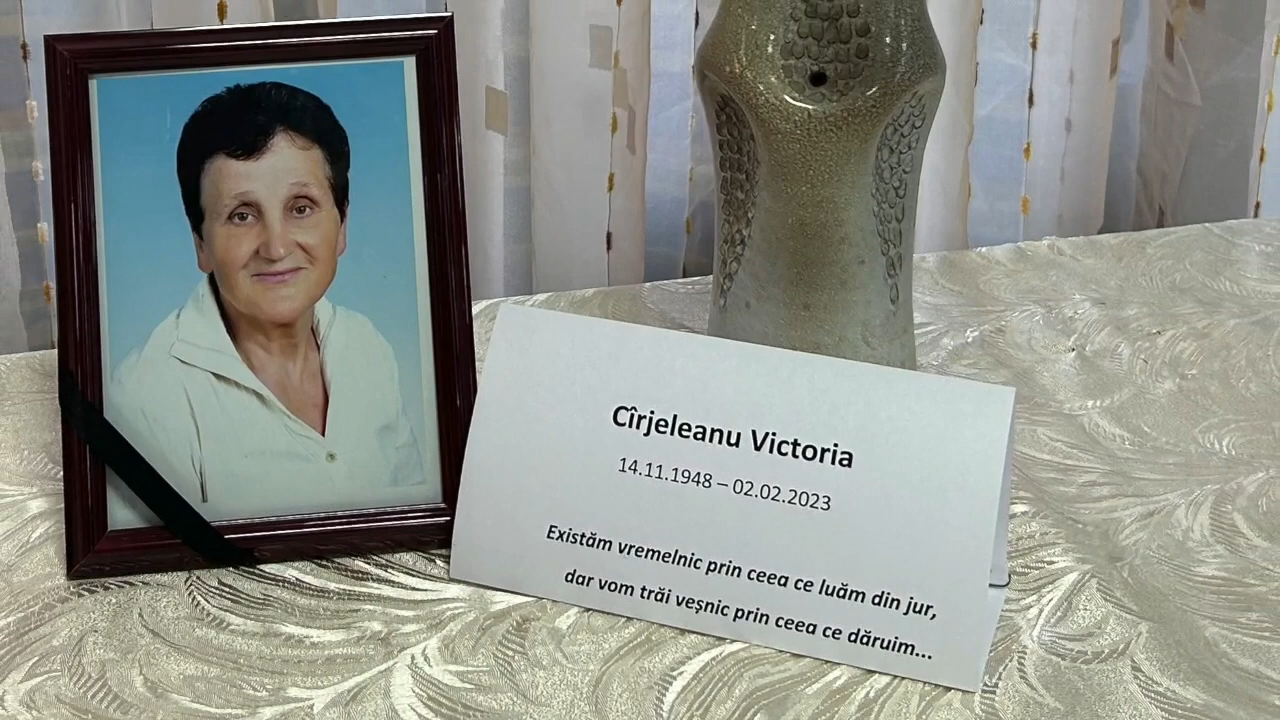 Cîrjeleanu Victoria
14.11.1948 – 02.02.2023
Existăm vremelnic prin ceea ce luăm din jur,
dar vom trăi veșnic prin ceea ce dăruim...